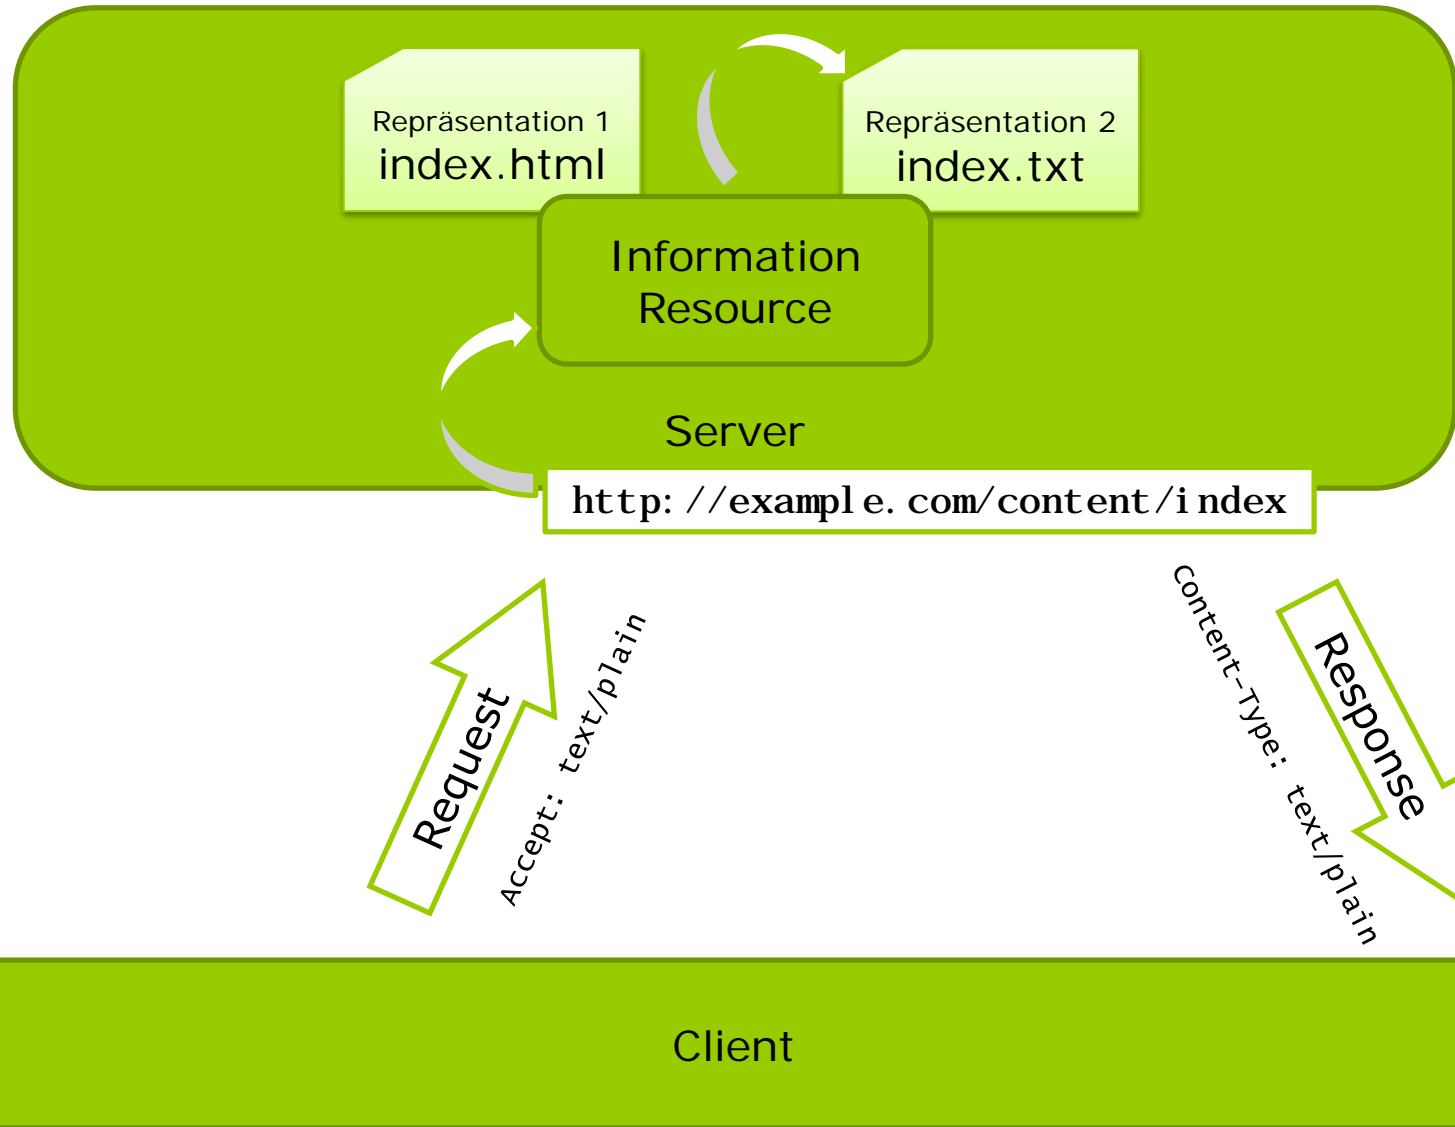 Repräsentation 1
index.html
Repräsentation 2
index.txt
Information
Resource
Server
http://example.com/content/index
Request
Accept: text/plain
Content-Type: text/plain
Response
Client